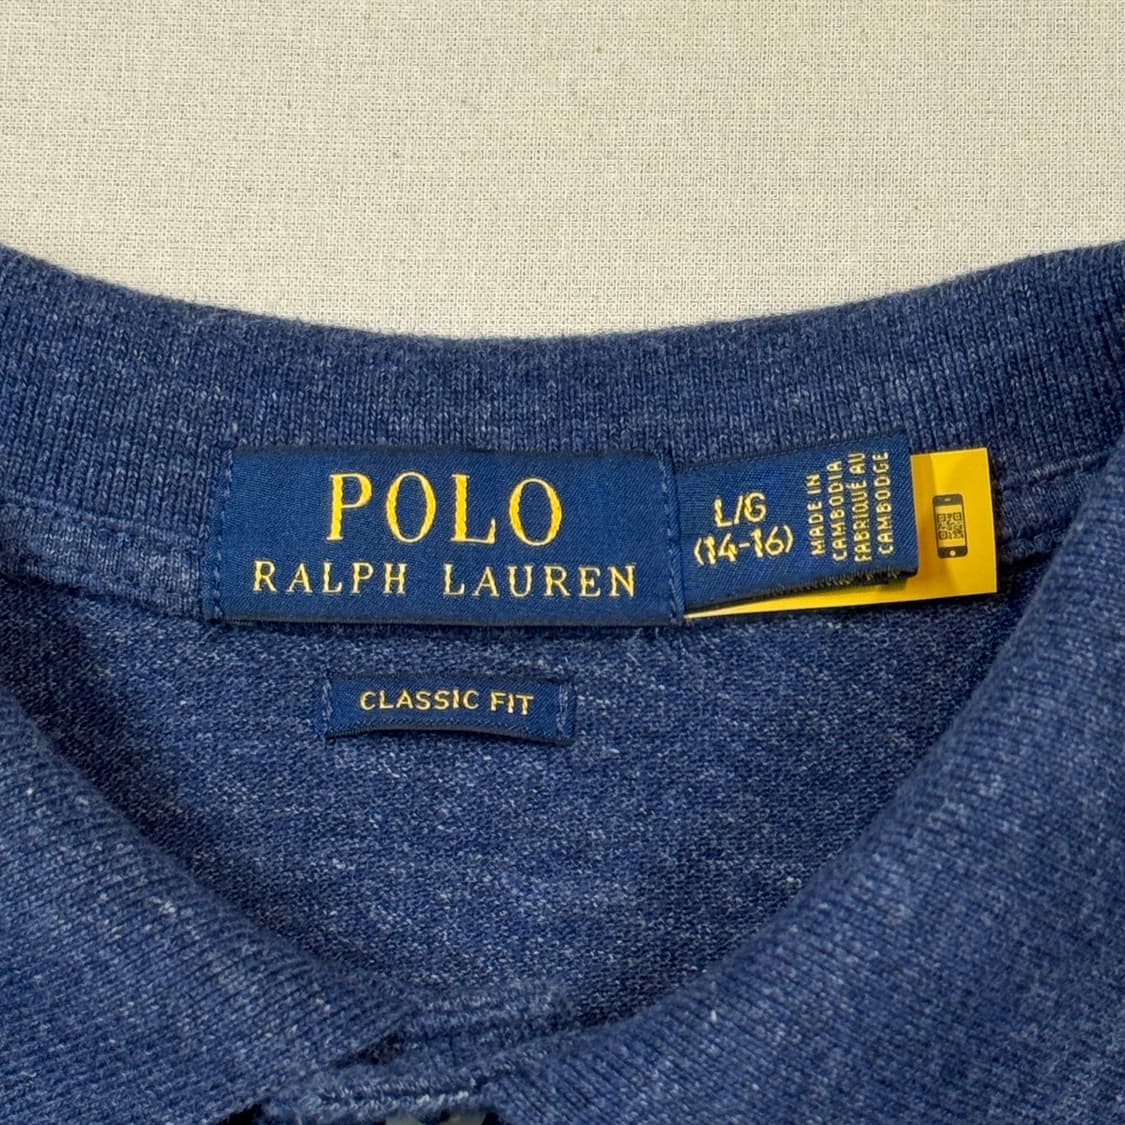 POLO
RALPH LAUREN
L/G
(14-16)
MADE IN
CAMBODIA
FABRIQUÉ AU
CAMBODGE
CLASSIC FIT